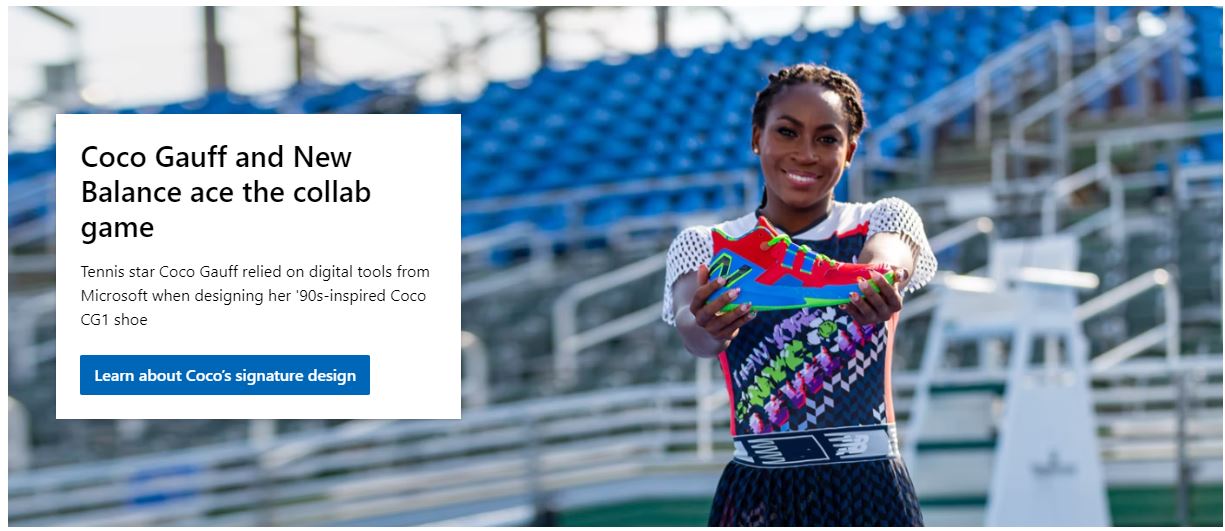 Coco Gauff and New
Balance ace the collab
game
Tennis star Coco Gauff relied on digital tools from
Microsoft when designing her '90s-inspired Coco
CG1 shoe
Learn about Coco’s signature design